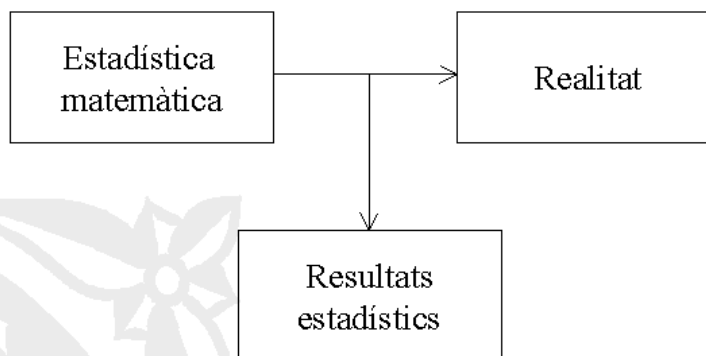 Estadística
matemàtica
Realitat
Resultats
estadístics